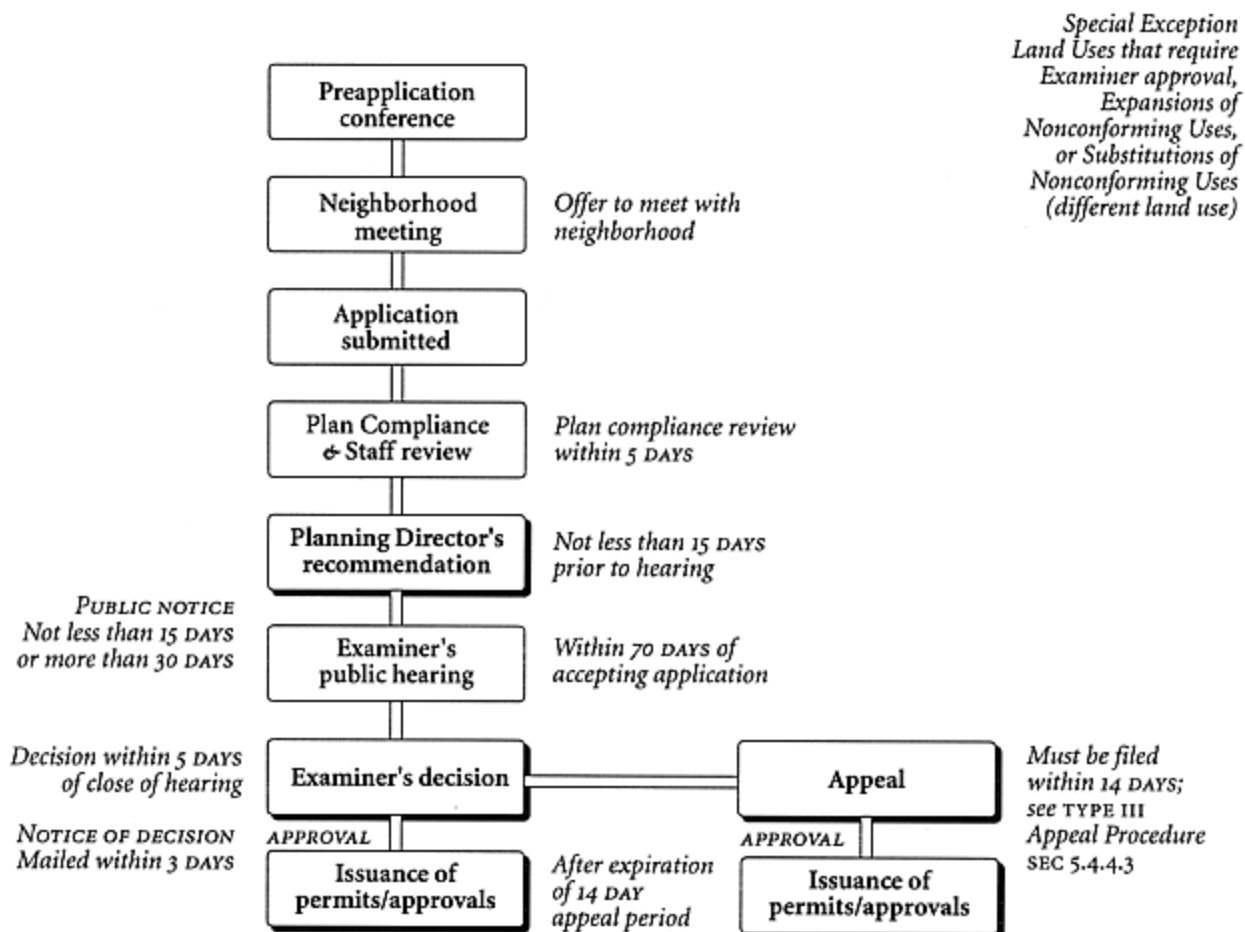 Special Exception
Land Uses that require
Examiner approval,
Expansions of
Nonconforming Uses,
or Substitutions of
Nonconforming Uses
(different land use)
Preapplication
conference
Neighborhood
meeting
Offer to meet with
neighborhood
Application
submitted
Plan Compliance
& Staff review
Plan compliance review
within 5 DAYS
Planning Director's
recommendation
Not less than 15 DAYS
prior to hearing
PUBLIC NOTICE
Not less than 15 DAYS
or more than 30 DAYS
Examiner's
public hearing
Within 70 DAYS of
accepting application
Decision within 5 DAYS
of close of hearing
Examiner's decision
Appeal
Must be filed
within 14 DAYS;
see TYPE III
Appeal Procedure
SEC 5.4.4.3
NOTICE OF DECISION
Mailed within 3 DAYS
APPROVAL
Issuance of
permits/approvals
After expiration
of 14 DAY
appeal period
APPROVAL
Issuance of
permits/approvals